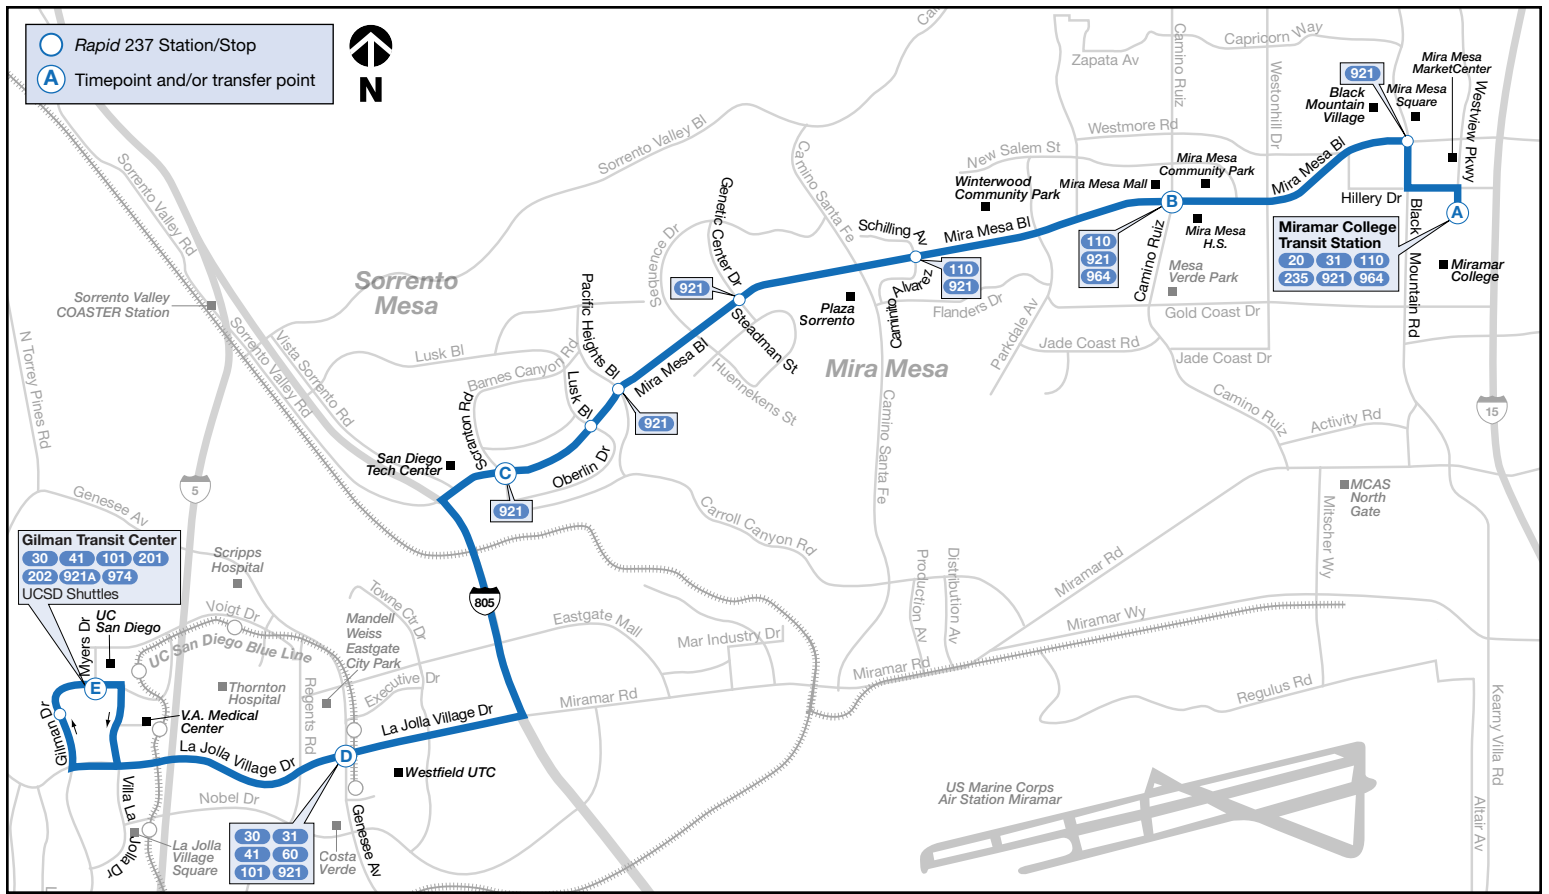 Rapid 237 Station/Stop
A Timepoint and/or transfer point
N
Zapata Av
Camino Ruiz
Capricorn Way
Westonhill Dr
Westmore Rd
New Salem St
921
Black
Mountain
Village
Mira Mesa
Square
Mira Mesa
MarketCenter
Westview Pkwy
Sorrento Valley Bl
Sorrento Valley Rd
Camino Santa Fe
Genetic Center Dr
Sequence Dr
Schilling Av
Winterwood
Community Park
Mira Mesa Mall
Mira Mesa
Community Park
Mira Mesa Bl
Mira Mesa Bl
B
Mira Mesa
H.S.
Hillery Dr
A
Miramar College
Transit Station
20 31 110
235 921 964
Black Mountain Rd
Miramar
College
110
921
964
Camino Ruiz
Mesa
Verde Park
110
921
Caminito Alvarez
Flanders Dr
Parkdale Av
Gold Coast Dr
Jade Coast Rd
Jade Coast Dr
Camino Ruiz
Activity Rd
15
Sorrento
Mesa
Sorrento Valley
COASTER Station
N Torrey Pines Rd
Sorrento Valley Rd
Vista Sorrento Rd
Lusk Bl
Barnes Canyon Rd
Pacific Heights Bl
Lusk Bl
Scranton Rd
921
Steadman St
Mira Mesa Bl
Huennekens St
Plaza
Sorrento
Mira Mesa
Camino Santa Fe
921
San Diego
Tech Center
C
921
Oberlin Dr
5
Genesee Av
Carroll Canyon Rd
MCAS
North
Gate
Mitscher Wy
Gilman Transit Center
30 41 101 201
202 921A 974
UCSD Shuttles
Scripps
Hospital
Voigt Dr
Myers Dr
UC
San Diego
UC San Diego Blue Line
Towne Ctr Dr
Mandell
Weiss
Eastgate
City Park
805
Eastgate Mall
Mar Industry Dr
Production Av
Distribution Av
Miramar Rd
Miramar Wy
Miramar Rd
Miramar Rd
Regulus Rd
Kearny Villa Rd
Altair Av
E
Gilman Dr
Thornton
Hospital
Regents Rd
Executive Dr
V.A. Medical
Center
La Jolla Village Dr
La Jolla Village Dr
D
Westfield UTC
Villa La Jolla Dr
Nobel Dr
La Jolla
Village
Square
30 31
41 60
101 921
Costa
Verde
Genesee Av
US Marine Corps
Air Station Miramar